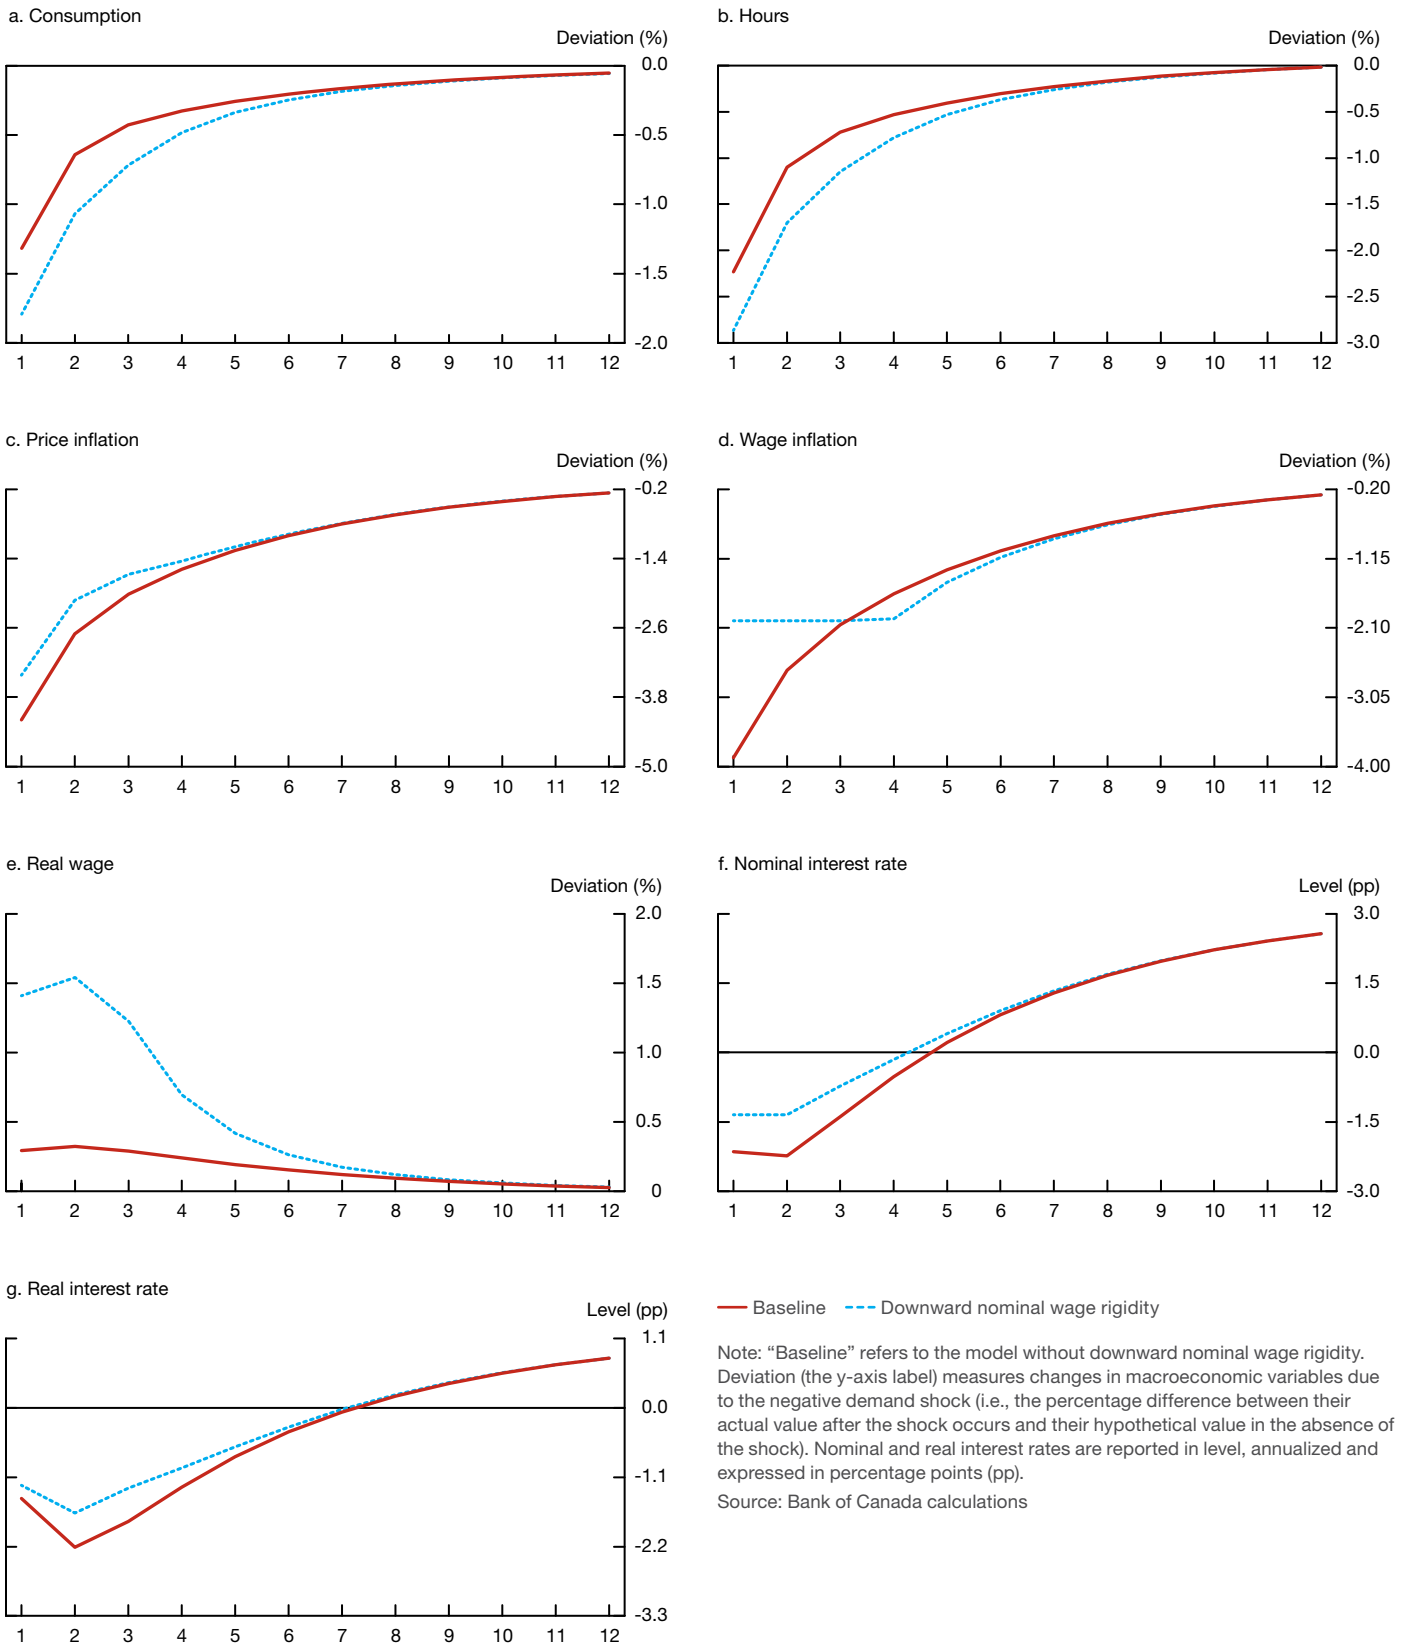 a. Consumption
Deviation (%)
0.0
-0.5
-1.0
-1.5
-2.0
1 2 3 4 5 6 7 8 9 10 11 12
b. Hours
Deviation (%)
0.0
-0.5
-1.0
-1.5
-2.0
-2.5
-3.0
1 2 3 4 5 6 7 8 9 10 11 12
c. Price inflation
Deviation (%)
-0.2
-1.4
-2.6
-3.8
-5.0
1 2 3 4 5 6 7 8 9 10 11 12
d. Wage inflation
Deviation (%)
-0.20
-1.15
-2.10
-3.05
-4.00
1 2 3 4 5 6 7 8 9 10 11 12
e. Real wage
Deviation (%)
2.0
1.5
1.0
0.5
0
1 2 3 4 5 6 7 8 9 10 11 12
f. Nominal interest rate
Level (pp)
3.0
1.5
0.0
-1.5
-3.0
1 2 3 4 5 6 7 8 9 10 11 12
g. Real interest rate
Level (pp)
1.1
0.0
-1.1
-2.2
-3.3
1 2 3 4 5 6 7 8 9 10 11 12
Baseline Downward nominal wage rigidity
Note: “Baseline” refers to the model without downward nominal wage rigidity.
Deviation (the y-axis label) measures changes in macroeconomic variables due
to the negative demand shock (i.e., the percentage difference between their
actual value after the shock occurs and their hypothetical value in the absence of
the shock). Nominal and real interest rates are reported in level, annualized and
expressed in percentage points (pp).
Source: Bank of Canada calculations